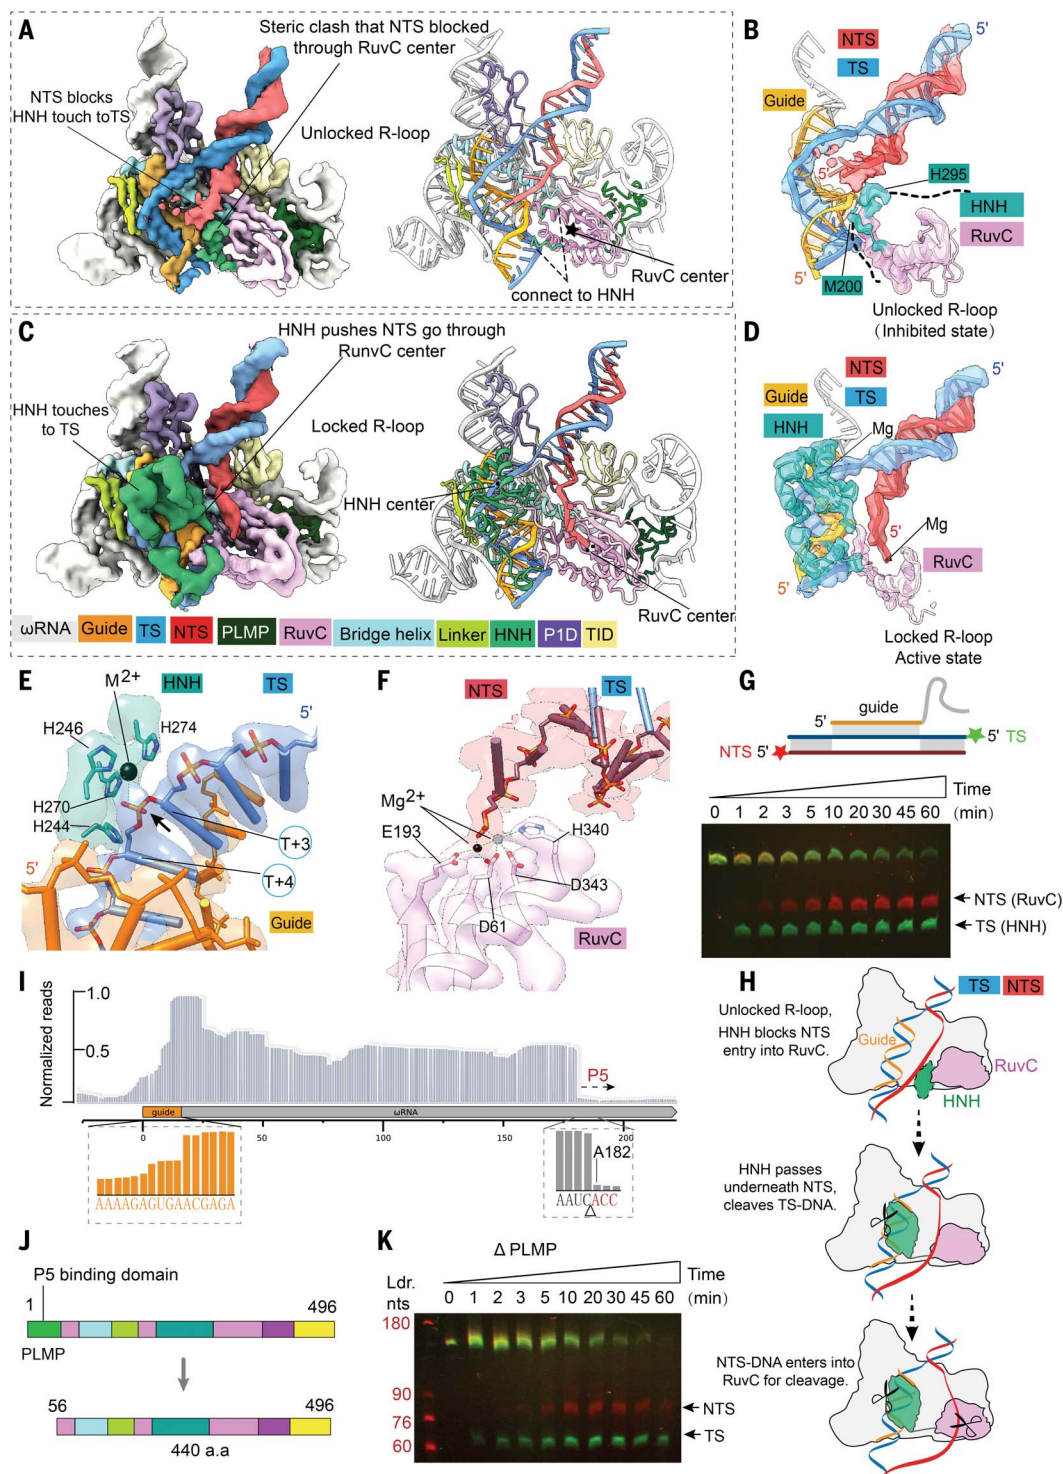 A
Steric clash that NTS blocked
through RuvC center
NTS blocks
HNH touch toTS
Unlocked R-loop
RuvC center
connect to HNH
B
NTS
TS
5'
Guide
5'
H295
HNH
RuvC
5'
M200
Unlocked R-loop
(Inhibited state)
C
HNH pushes NTS go through
RunvC center
HNH touches
to TS
Locked R-loop
HNH center
RuvC center
ωRNA Guide TS NTS PLMP RuvC Bridge helix Linker HNH P1D TID
D
NTS
5'
Guide
TS
HNH
Mg
5'
Mg
RuvC
5'
Locked R-loop
Active state
E
M2+
HNH
TS
5'
H246
H274
H270
H244
5'
T+3
T+4
Guide
F
NTS
TS
Mg2+
E193
H340
D343
D61
RuvC
G
guide
5'
5' TS
NTS 5'
Time
0 1 2 3 5 10 20 30 45 60 (min)
NTS (RuvC)
TS (HNH)
H
TS NTS
Unlocked R-loop,
HNH blocks NTS
entry into RuvC.
Guide
RuvC
HNH
HNH passes
underneath NTS,
cleaves TS-DNA.
NTS-DNA enters into
RuvC for cleavage.
I
Normalized reads
1.0
0.5
0
P5
guide
ωRNA
0 50 100 150 200
A182
AAAAGAGUGAACGAGA
AAUCACC
J
P5 binding domain
1
496
PLMP
56
496
440 a.a
K
Δ PLMP
Ldr.
nts
Time
0 1 2 3 5 10 20 30 45 60 (min)
180
90
76
60
NTS
TS